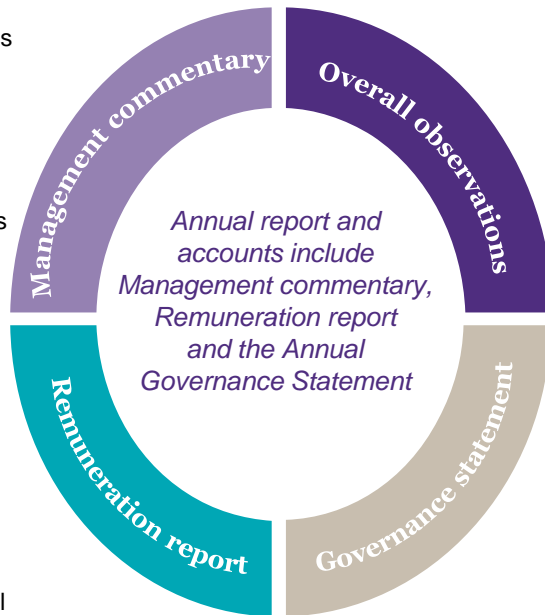 Management commentary
Overall observations
Annual report and
accounts include
Management commentary,
Remuneration report
and the Annual
Governance Statement
Remuneration report
Governance statement